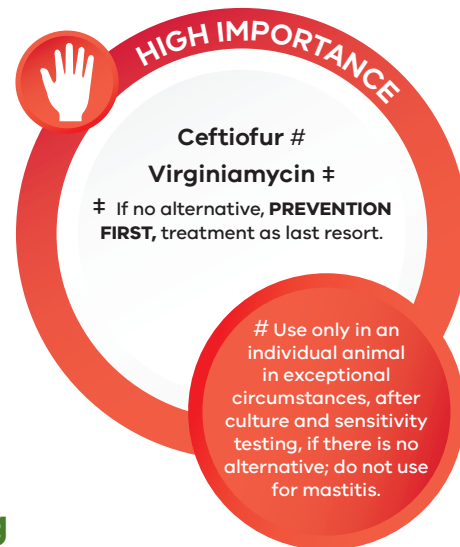 HIGH IMPORTANCE
Ceftiofur #
Virginiamycin ‡
‡ If no alternative, PREVENTION
FIRST, treatment as last resort.
# Use only in an
individual animal
in exceptional
circumstances, after
culture and sensitivity
testing, if there is no
alternative; do not use
for mastitis.
g